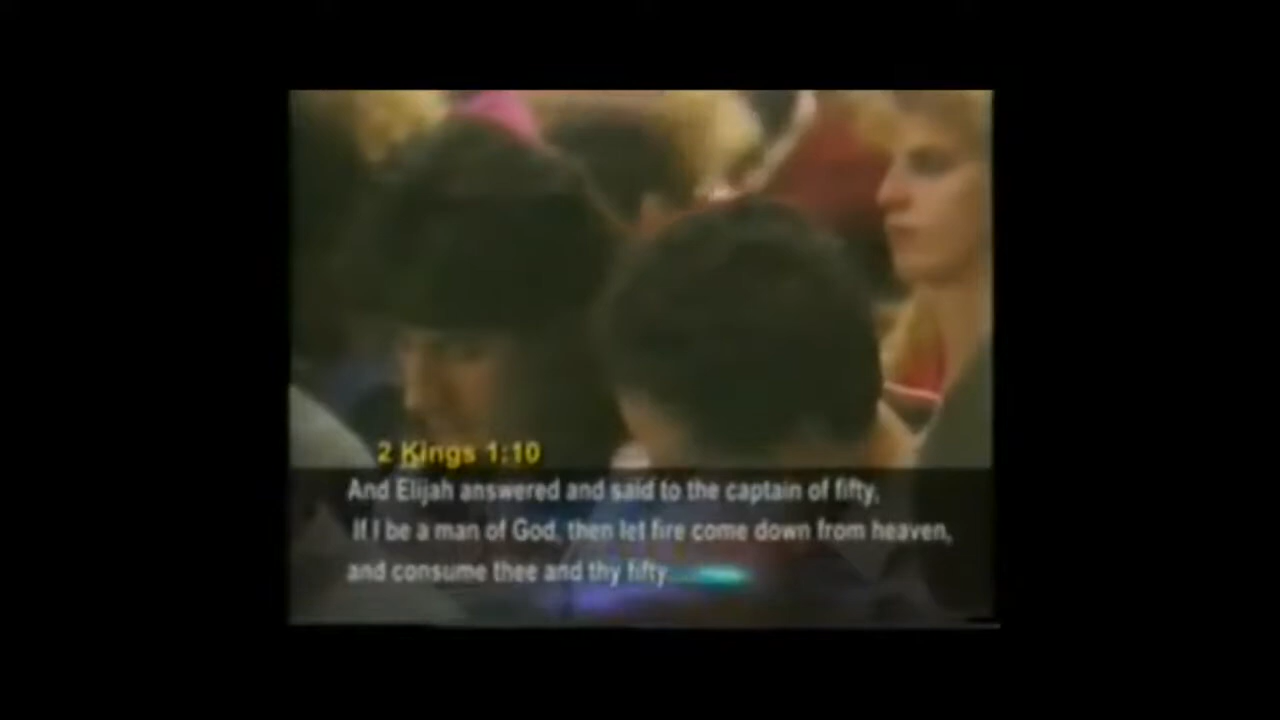 2 Kings 1:10
And Elijah answered and said to the captain of fifty,
If I be a man of God, then let fire come down from heaven,
and consume thee and thy fifty